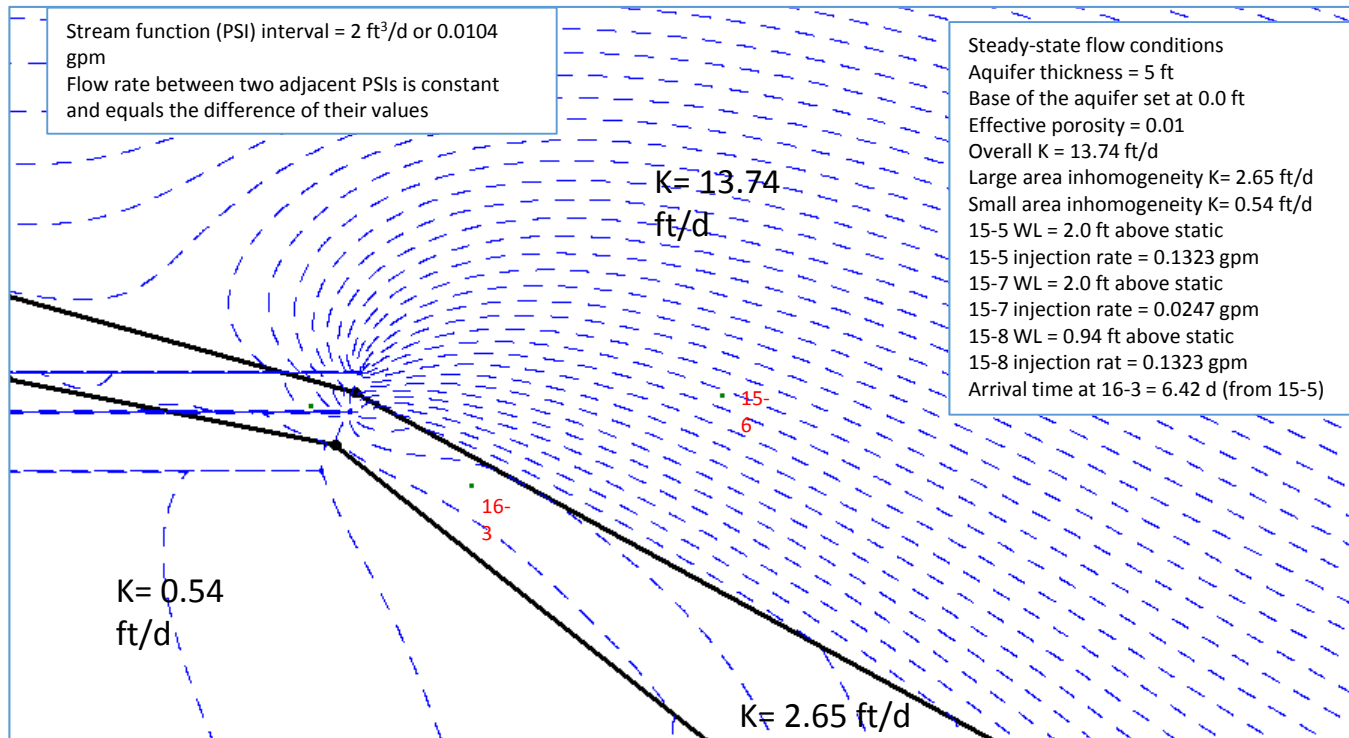 Stream function (PSI) interval = 2 ft³/d or 0.0104
gpm
Flow rate between two adjacent PSIs is constant
and equals the difference of their values
Steady-state flow conditions
Aquifer thickness = 5 ft
Base of the aquifer set at 0.0 ft
Effective porosity = 0.01
Overall K = 13.74 ft/d
Large area inhomogeneity K= 2.65 ft/d
Small area inhomogeneity K= 0.54 ft/d
15-5 WL = 2.0 ft above static
15-5 injection rate = 0.1323 gpm
15-7 WL = 2.0 ft above static
15-7 injection rate = 0.0247 gpm
15-8 WL = 0.94 ft above static
15-8 injection rat = 0.1323 gpm
Arrival time at 16-3 = 6.42 d (from 15-5)
K= 13.74
ft/d
15-
6
16-
3
K= 0.54
ft/d
K= 2.65 ft/d